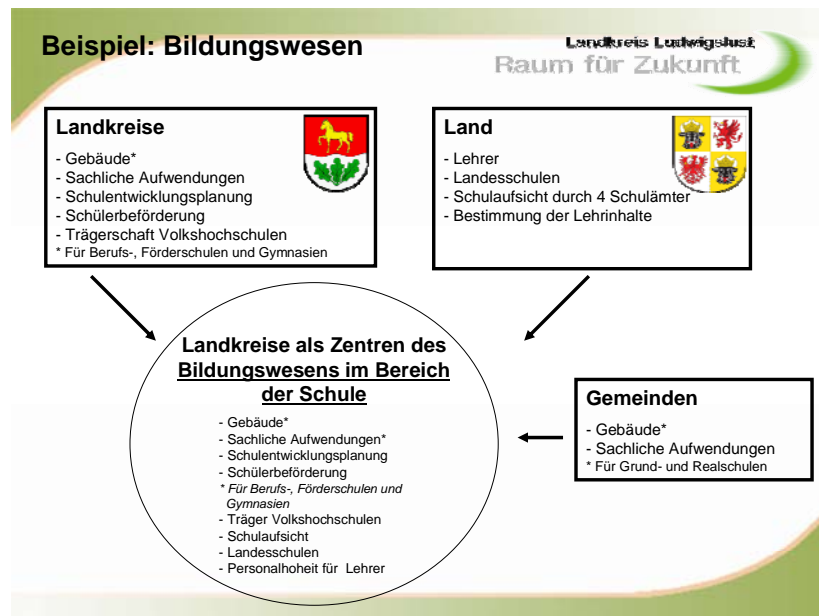 Beispiel: Bildungswesen
Landkreis Ludwigslust
Raum für Zukunft
Landkreise
- Gebäude*
- Sachliche Aufwendungen
- Schulentwicklungsplanung
- Schülerbeförderung
- Trägerschaft Volkshochschulen
* Für Berufs-, Förderschulen und Gymnasien
Land
- Lehrer
- Landesschulen
- Schulaufsicht durch 4 Schulämter
- Bestimmung der Lehrinhalte
Landkreise als Zentren des
Bildungswesens im Bereich
der Schule
- Gebäude*
- Sachliche Aufwendungen*
- Schulentwicklungsplanung
- Schülerbeförderung
* Für Berufs-, Förderschulen und
Gymnasien
- Träger Volkshochschulen
- Schulaufsicht
- Landesschulen
- Personalhoheit für Lehrer
Gemeinden
- Gebäude*
- Sachliche Aufwendungen
* Für Grund- und Realschulen